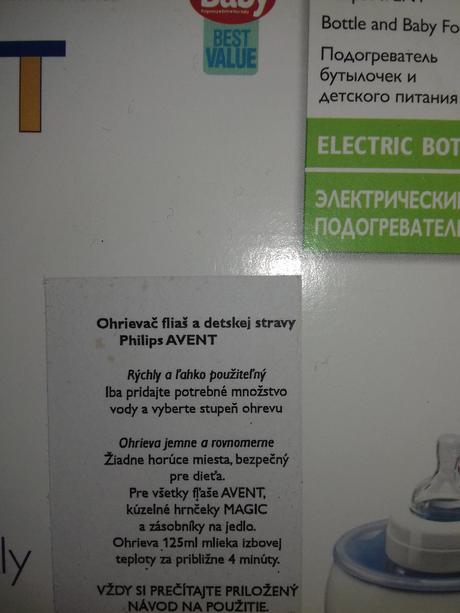 Baby
BEST
VALUE
Bottle and Baby Fo
Подогреватель
бутылочек и
детского питания
ELECTRIC BOT
ЭЛЕКТРИЧЕСКИ
ПОДОГРЕВАТЕЛ
T
Ohrievač fliaš a detskej stravy
Philips AVENT
Rýchly a ľahko použiteľný
Iba pridajte potrebné množstvo
vody a vyberte stupeň ohrevu
Ohrieva jemne a rovnomerne
Žiadne horúce miesta, bezpečný
pre dieťa.
Pre všetky fľaše AVENT,
kúzelné hrnčeky MAGIC
a zásobníky na jedlo.
Ohrieva 125ml mlieka izbovej
teploty za približne 4 minúty.
VŽDY SI PREČÍTAJTE PRILOŽENÝ
NÁVOD NA POUŽITIE.
ly